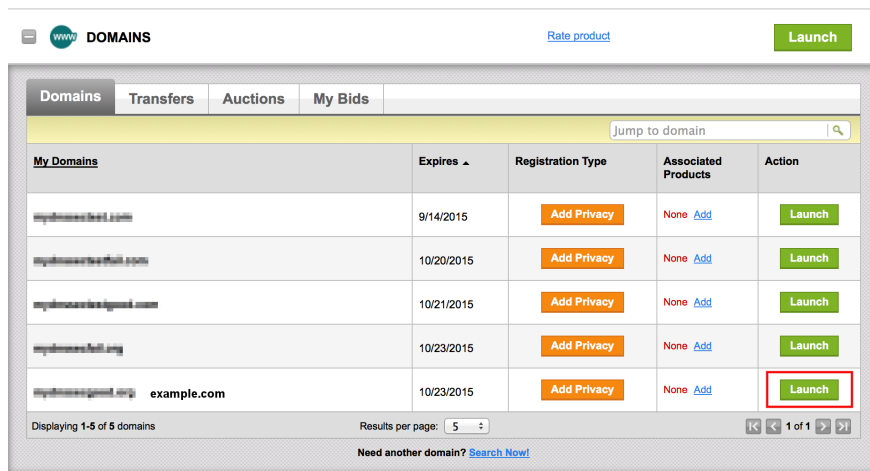 www DOMAINS Rate product Launch
Domains Transfers Auctions My Bids
Jump to domain
My Domains Expires Registration Type Associated Products Action
9/14/2015 Add Privacy None Add Launch
10/20/2015 Add Privacy None Add Launch
10/21/2015 Add Privacy None Add Launch
10/23/2015 Add Privacy None Add Launch
example.com 10/23/2015 Add Privacy None Add Launch
Displaying 1-5 of 5 domains Results per page: 5 1 of 1
Need another domain? Search Now!